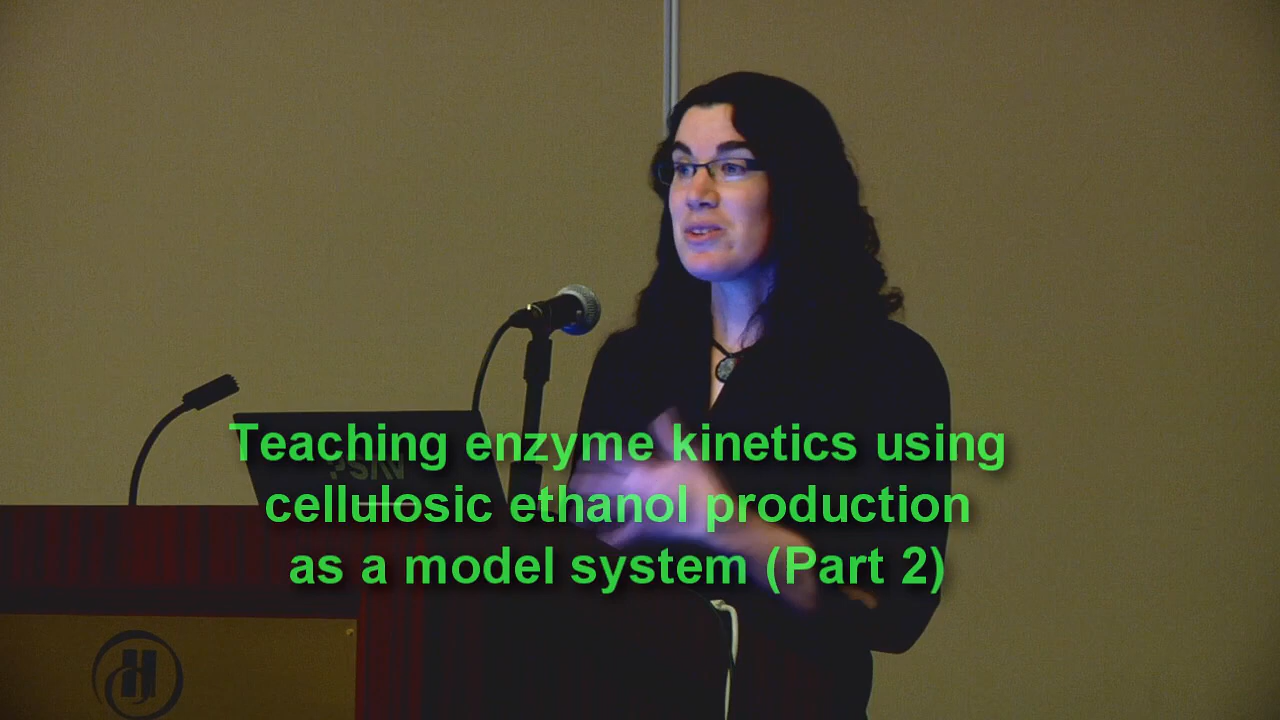 Teaching enzyme kinetics using
cellulosic ethanol production
as a model system (Part 2)